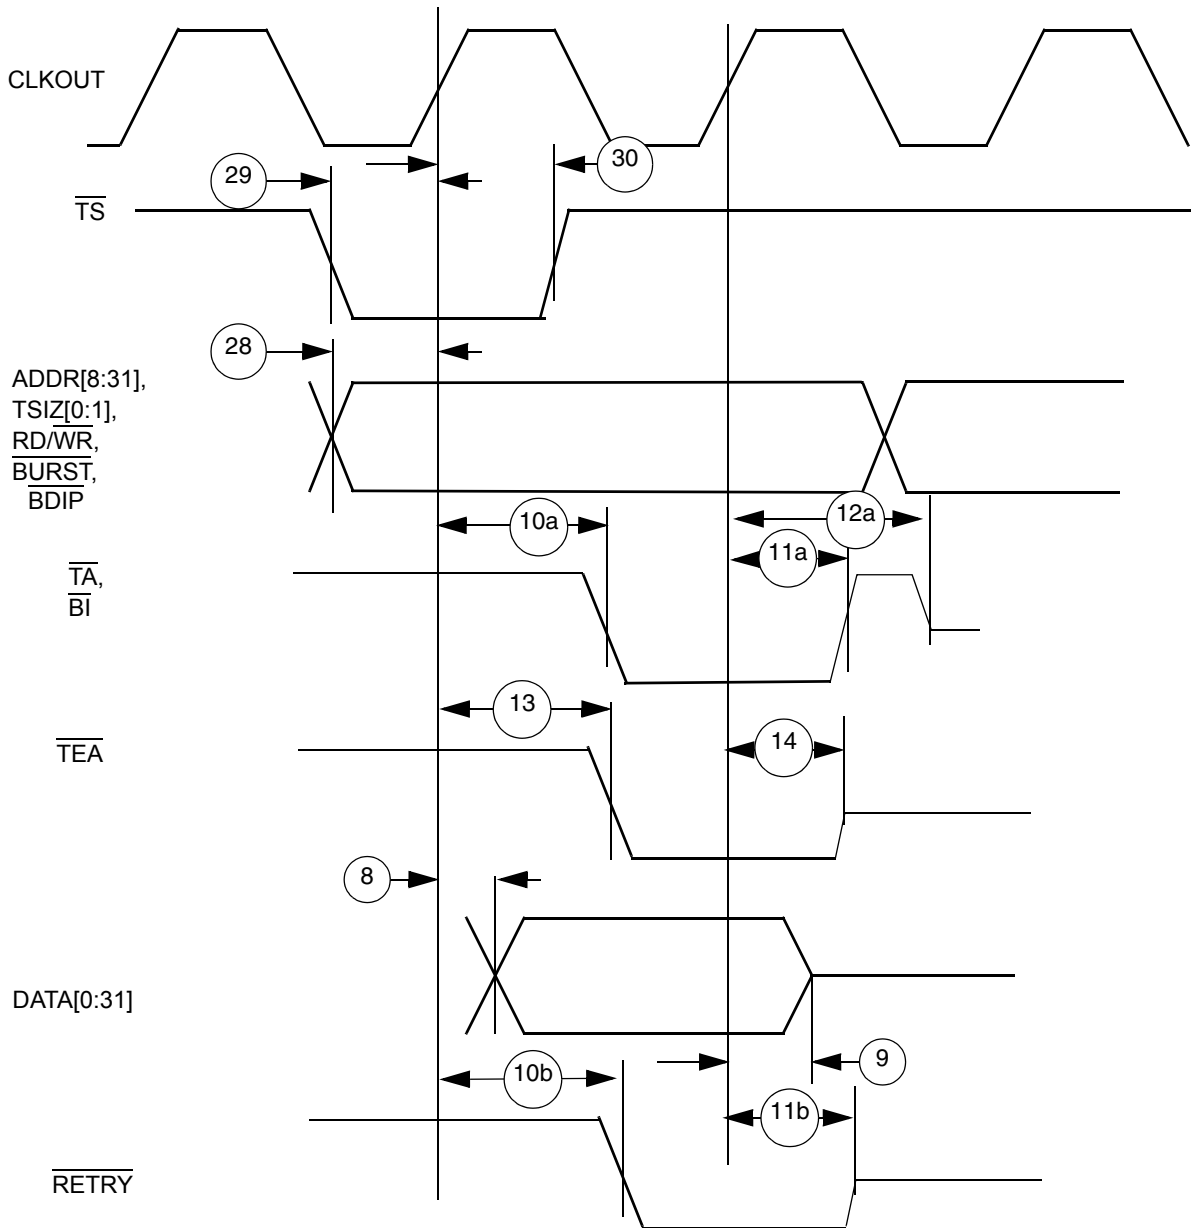 CLKOUT
30
29
TS
28
ADDR[8:31],
TSIZ[0:1],
RD/WR,
BURST,
BDIP
10a
12a
11a
TA,
BI
13
14
TEA
8
DATA[0:31]
9
10b
11b
RETRY